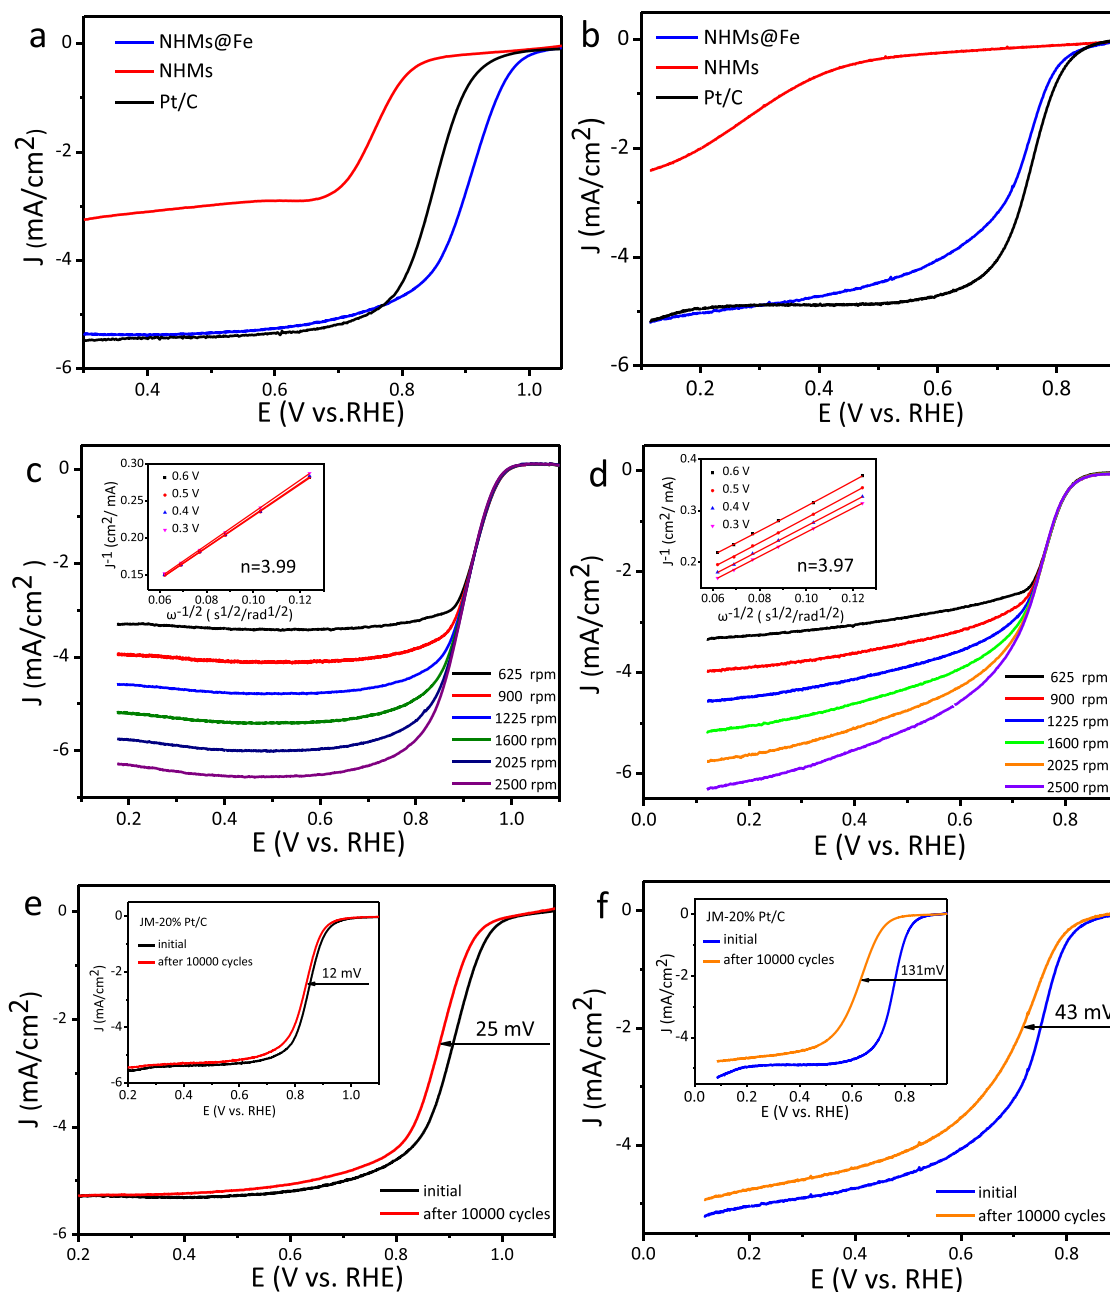 a
NHMs@Fe
NHMs
Pt/C
0
-2
-4
-6
J (mA/cm2)
0.4
0.6
0.8
1.0
E (V vs.RHE)
b
NHMs@Fe
NHMs
Pt/C
0
-2
-4
-6
J (mA/cm2)
0.2
0.4
0.6
0.8
E (V vs.RHE)
c
0
-2
-4
-6
J (mA/cm2)
0.30
0.25
0.20
0.15
J-1 (cm2/ mA)
0.6 V
0.5 V
0.4 V
0.3 V
n=3.99
0.06
0.08
0.10
0.12
ω-1/2 ( s1/2/rad1/2)
625 rpm
900 rpm
1225 rpm
1600 rpm
2025 rpm
2500 rpm
0.2
0.4
0.6
0.8
1.0
E (V vs. RHE)
d
0
-2
-4
-6
J (mA/cm2)
0.4
0.3
0.2
J-1 (cm2/ mA)
0.6 V
0.5 V
0.4 V
0.3 V
n=3.97
0.06
0.08
0.10
0.12
ω-1/2 ( s1/2/rad1/2)
625 rpm
900 rpm
1225 rpm
1600 rpm
2025 rpm
2500 rpm
0.0
0.2
0.4
0.6
0.8
E (V vs. RHE)
e
0
-2
-4
-6
J (mA/cm2)
JM-20% Pt/C
initial
after 10000 cycles
12 mV
0
-2
-4
-6
J (mA/cm2)
0.2
0.4
0.6
0.8
1.0
E (V vs. RHE)
25 mV
initial
after 10000 cycles
0.2
0.4
0.6
0.8
1.0
E (V vs. RHE)
f
0
-2
-4
J (mA/cm2)
JM-20% Pt/C
initial
after 10000 cycles
131mV
0
-2
-4
J (mA/cm2)
0.0
0.2
0.4
0.6
0.8
E (V vs. RHE)
43 mV
initial
after 10000 cycles
0.0
0.2
0.4
0.6
0.8
E (V vs. RHE)